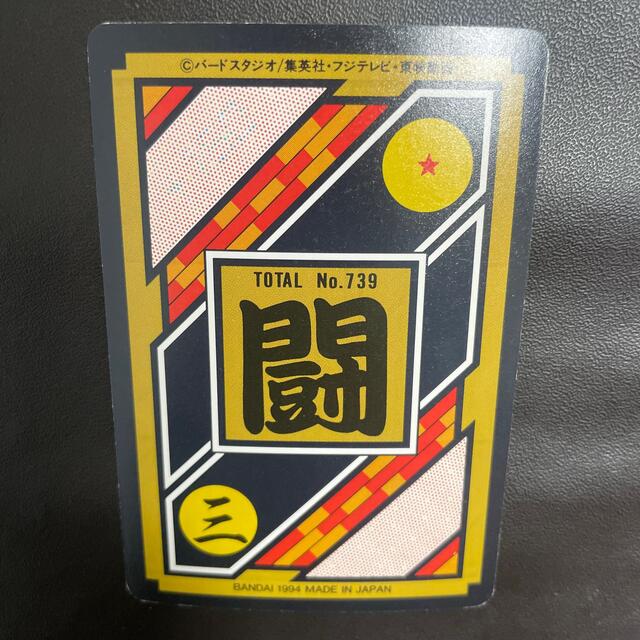 ©バードスタジオ/集英社・フジテレビ・東映動画
TOTAL No.739
闘
三
BANDAI 1994 MADE IN JAPAN